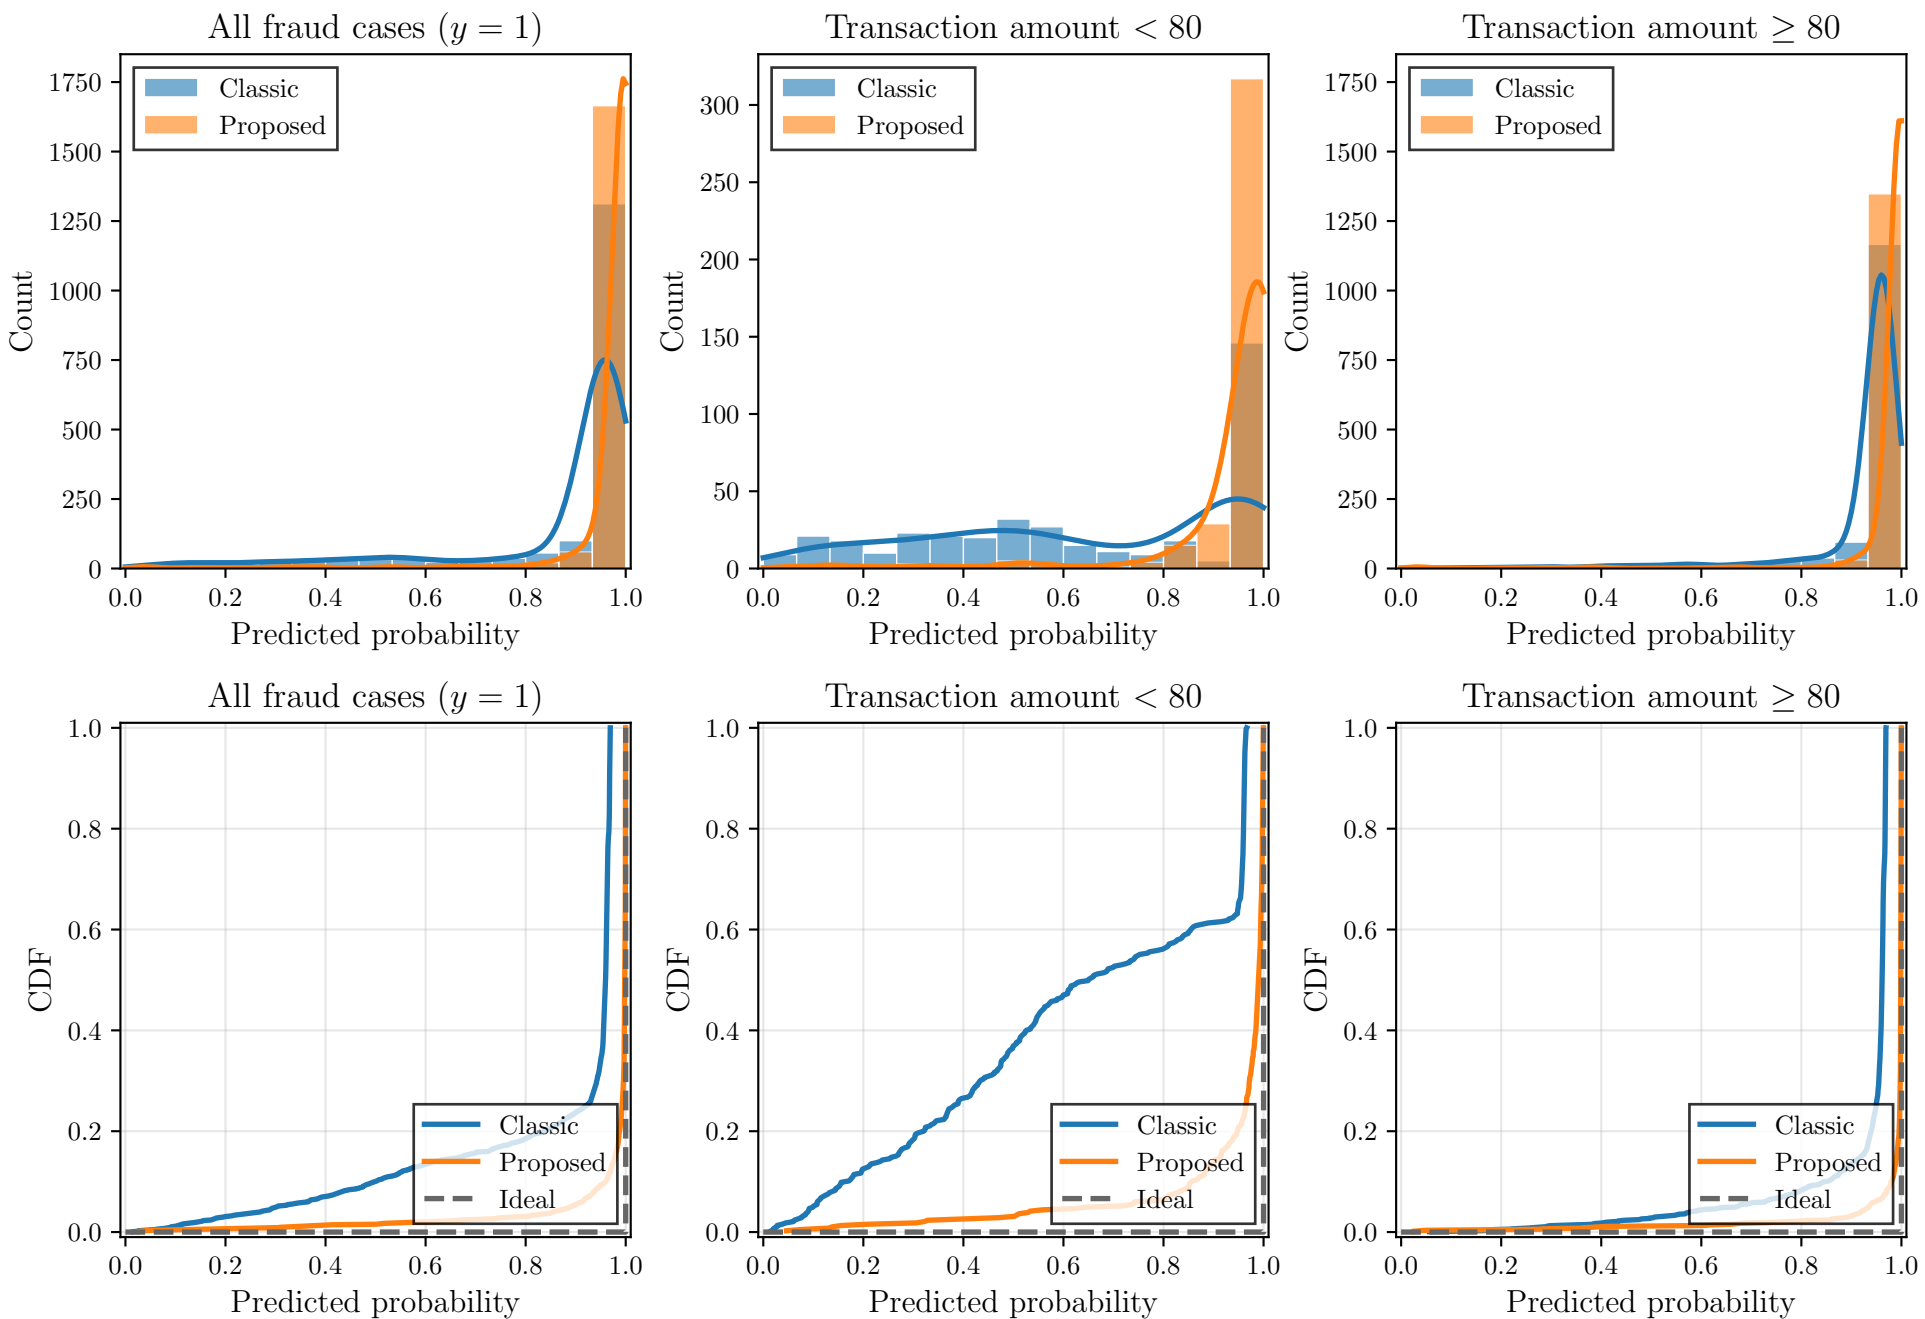 All fraud cases (y = 1)
Classic
Proposed
Count
1750
1500
1250
1000
750
500
250
0
0.0 0.2 0.4 0.6 0.8 1.0
Predicted probability
Transaction amount < 80
Classic
Proposed
Count
300
250
200
150
100
50
0
0.0 0.2 0.4 0.6 0.8 1.0
Predicted probability
Transaction amount ≥ 80
Classic
Proposed
Count
1750
1500
1250
1000
750
500
250
0
0.0 0.2 0.4 0.6 0.8 1.0
Predicted probability
All fraud cases (y = 1)
CDF
1.0
0.8
0.6
0.4
0.2
0.0
Classic
Proposed
Ideal
0.0 0.2 0.4 0.6 0.8 1.0
Predicted probability
Transaction amount < 80
CDF
1.0
0.8
0.6
0.4
0.2
0.0
Classic
Proposed
Ideal
0.0 0.2 0.4 0.6 0.8 1.0
Predicted probability
Transaction amount ≥ 80
CDF
1.0
0.8
0.6
0.4
0.2
0.0
Classic
Proposed
Ideal
0.0 0.2 0.4 0.6 0.8 1.0
Predicted probability